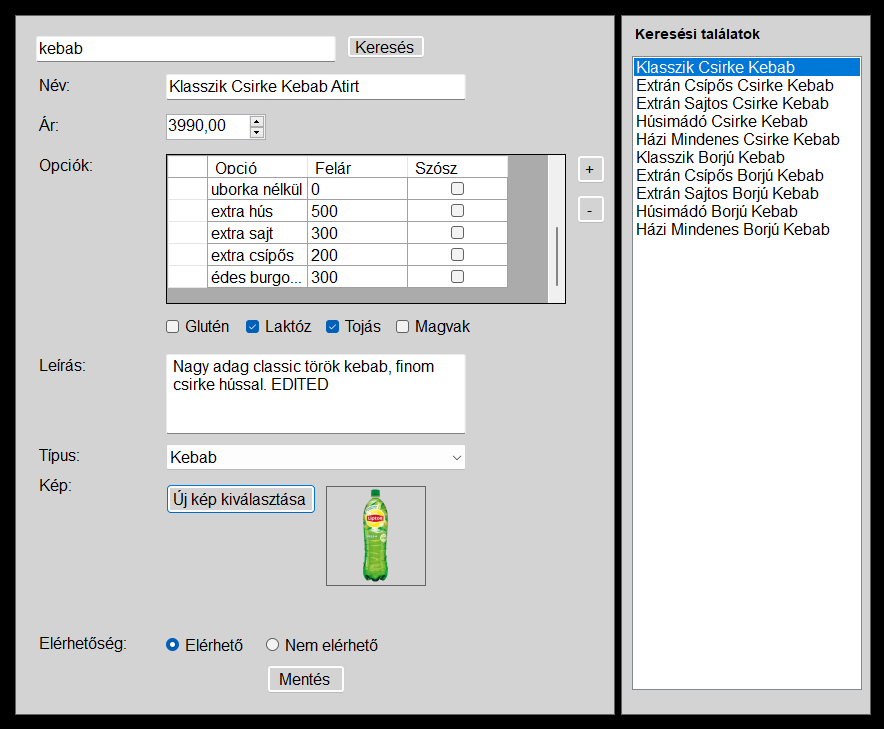 kebab Keresés
Név: Klasszik Csirke Kebab Atirt
Ár: 3990,00
Opciók:
Opció Felár Szósz
uborka nélkül 0
extra hús 500
extra sajt 300
extra csípős 200
édes burgo... 300
+
-
Glutén Laktóz Tojás Magvak
Leírás: Nagy adag classic török kebab, finom
csirke hússal. EDITED
Típus: Kebab
Kép: Új kép kiválasztása
Lipton
Elérhetőség: Elérhető Nem elérhető
Mentés
Keresési találatok
Klasszik Csirke Kebab
Extrán Csípős Csirke Kebab
Extrán Sajtos Csirke Kebab
Húsimádó Csirke Kebab
Házi Mindenes Csirke Kebab
Klasszik Borjú Kebab
Extrán Csípős Borjú Kebab
Extrán Sajtos Borjú Kebab
Húsimádó Borjú Kebab
Házi Mindenes Borjú Kebab